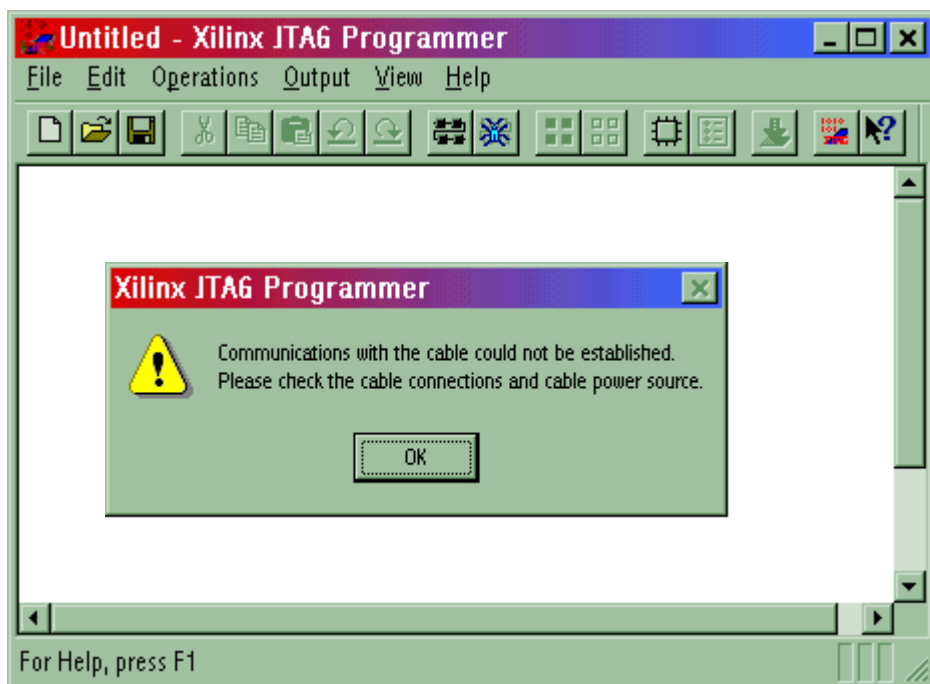 Untitled - Xilinx JTAG Programmer
File Edit Operations Output View Help
Xilinx JTAG Programmer
Communications with the cable could not be established.
Please check the cable connections and cable power source.
OK
For Help, press F1